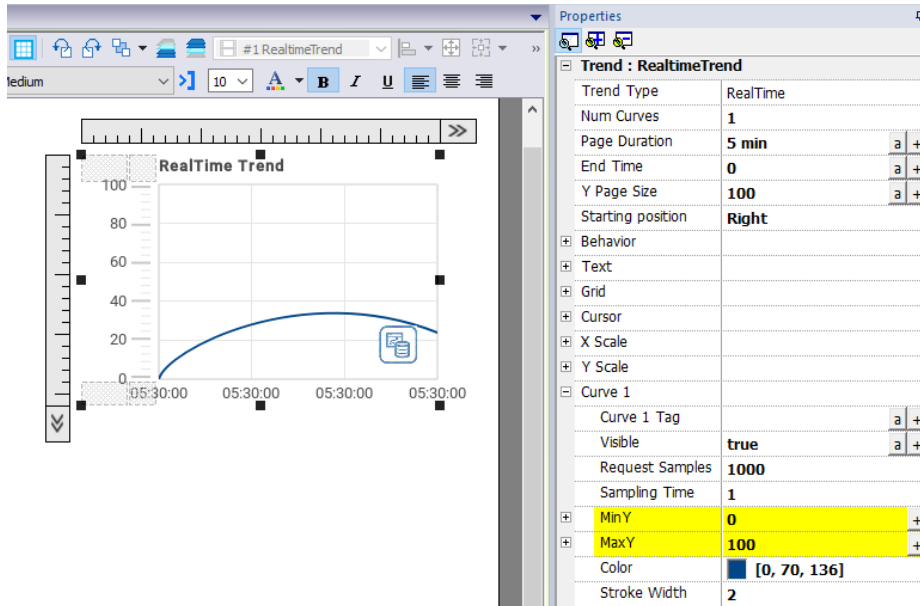 Properties
#1 RealtimeTrend
Medium
10
A
B
I
U
RealTime Trend
100
80
60
40
20
0
05:30:00 05:30:00 05:30:00 05:30:00
Trend : RealtimeTrend
Trend Type RealTime
Num Curves 1
Page Duration 5 min a +
End Time 0 a +
Y Page Size 100 a +
Starting position Right
Behavior
Text
Grid
Cursor
X Scale
Y Scale
Curve 1
Curve 1 Tag a +
Visible true a +
Request Samples 1000
Sampling Time 1
MinY 0 +
MaxY 100 +
Color [0, 70, 136]
Stroke Width 2